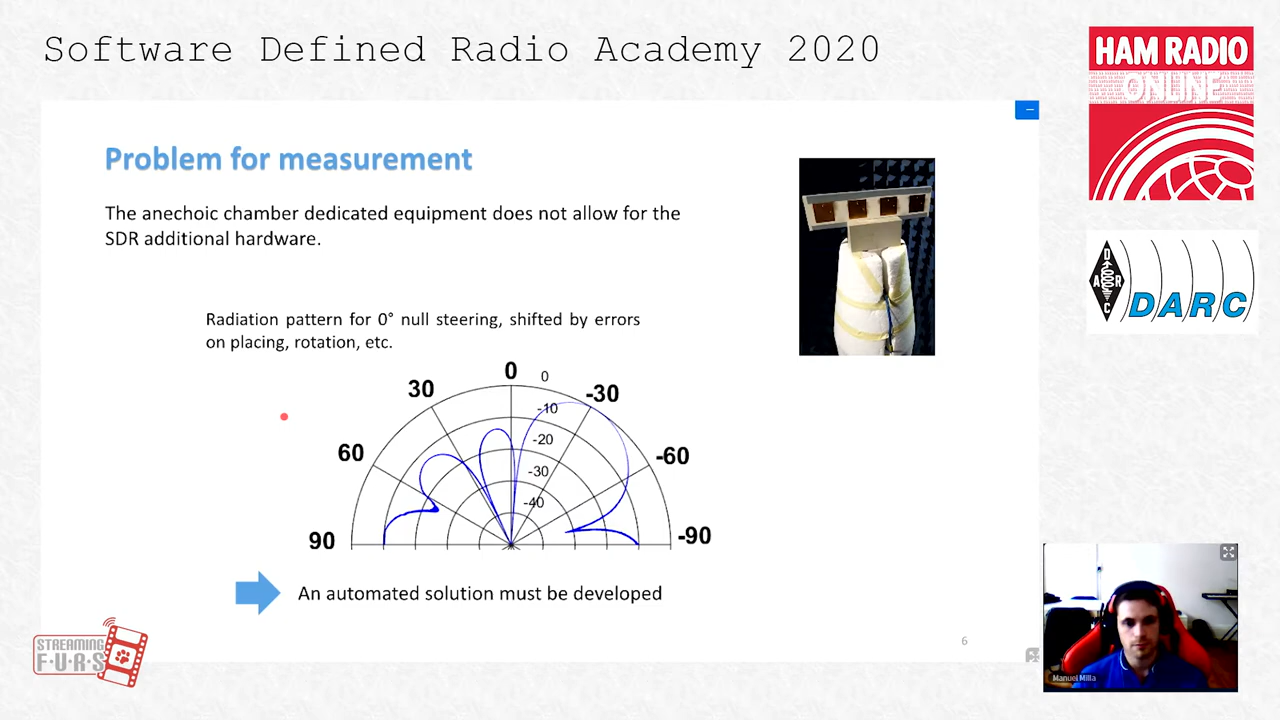 Software Defined Radio Academy 2020
HAM RADIO
ONLINE
Problem for measurement
The anechoic chamber dedicated equipment does not allow for the
SDR additional hardware.
Radiation pattern for 0° null steering, shifted by errors
on placing, rotation, etc.
0
0
30
-30
-10
-20
60
-60
-30
-40
90
-90
An automated solution must be developed
6
D
A R
C
DARC
STREAMING
F·U·R·S
Manuel Milla